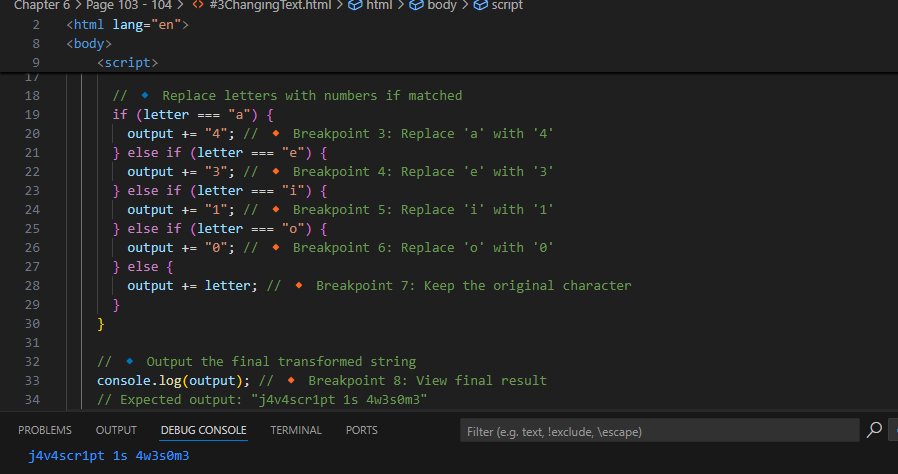 Chapter 6 > Page 103 - 104 > <> #3ChangingText.html > html > body > script
2 <html lang="en">
8 <body>
9 <script>
17
18 // 🔹 Replace letters with numbers if matched
19 if (letter === "a") {
20 output += "4"; // 🔸 Breakpoint 3: Replace 'a' with '4'
21 } else if (letter === "e") {
22 output += "3"; // 🔸 Breakpoint 4: Replace 'e' with '3'
23 } else if (letter === "i") {
24 output += "1"; // 🔸 Breakpoint 5: Replace 'i' with '1'
25 } else if (letter === "o") {
26 output += "0"; // 🔸 Breakpoint 6: Replace 'o' with '0'
27 } else {
28 output += letter; // 🔸 Breakpoint 7: Keep the original character
29 }
30 }
31
32 // 🔹 Output the final transformed string
33 console.log(output); // 🔸 Breakpoint 8: View final result
34 // Expected output: "j4v4scr1pt 1s 4w3s0m3"
PROBLEMS OUTPUT DEBUG CONSOLE TERMINAL PORTS Filter (e.g. text, !exclude, \escape)
j4v4scr1pt 1s 4w3s0m3